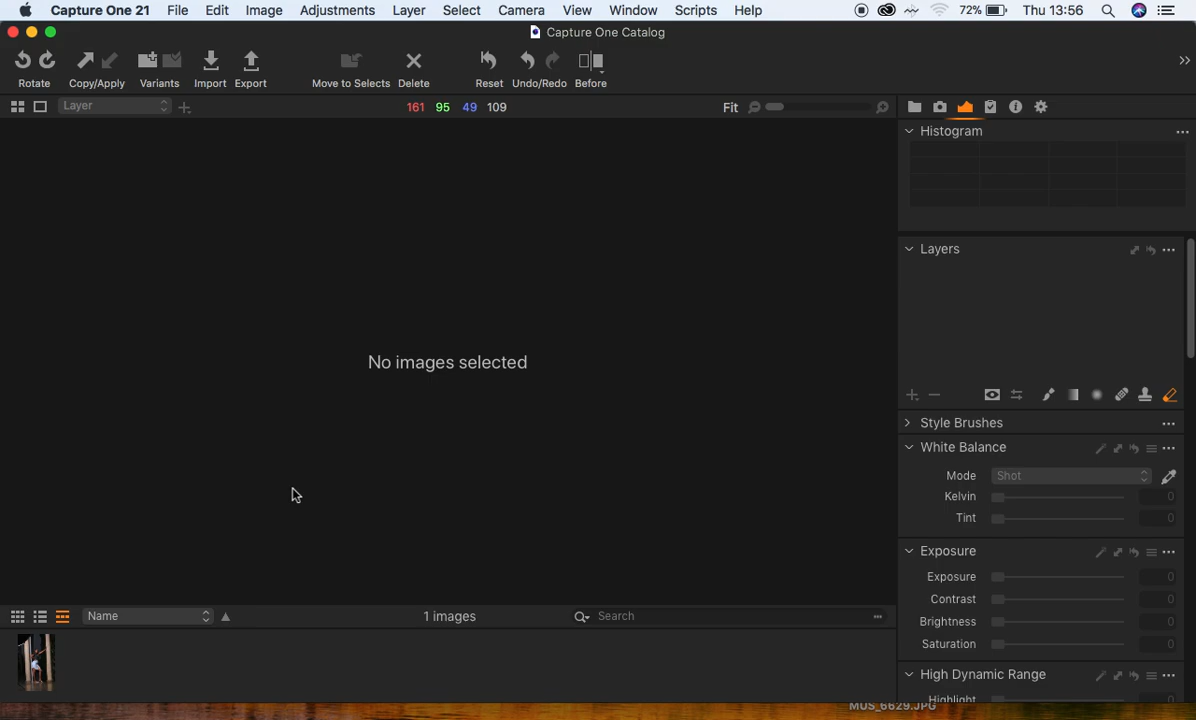 Capture One 21 File Edit Image Adjustments Layer Select Camera View Window Scripts Help 72% Thu 13:56
Capture One Catalog
Rotate Copy/Apply Variants Import Export Move to Selects Delete Reset Undo/Redo Before
Layer 161 95 49 109 Fit
Histogram
Layers
No images selected
Style Brushes
White Balance
Mode Shot
Kelvin 0
Tint 0
Exposure
Exposure 0
Contrast 0
Brightness 0
Saturation 0
Name 1 images Search
High Dynamic Range
Highlight 0
MUS_6629.JPG